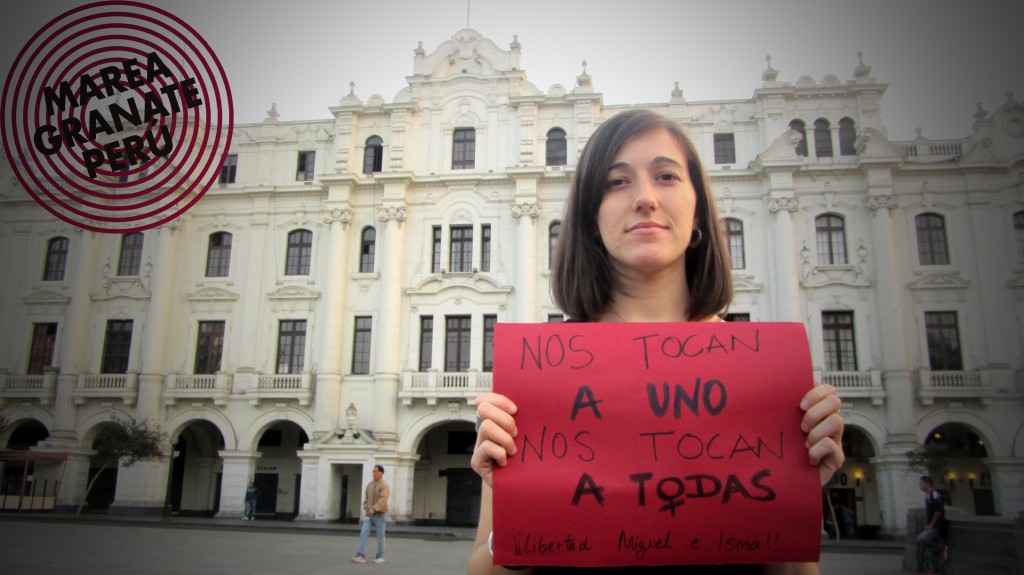 MAREA
GRANATE
PERÚ
NOS TOCAN
A UNO
NOS TOCAN
A TODAS
¡¡Libertad Miguel e Isma!!